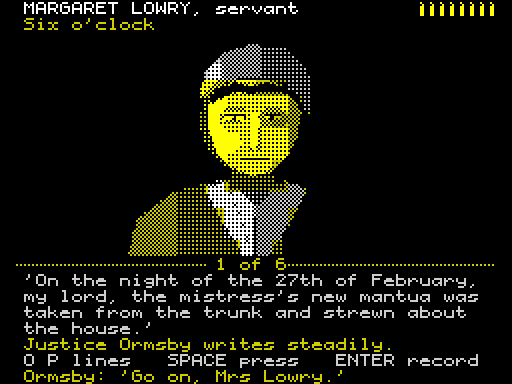 MARGARET LOWRY, servant
Six o'clock
1 of 6
'On the night of the 27th of February,
my lord, the mistress's new mantua was
taken from the trunk and strewn about
the house.'
Justice Ormsby writes steadily.
O P lines   SPACE press   ENTER record
Ormsby: 'Go on, Mrs Lowry.'